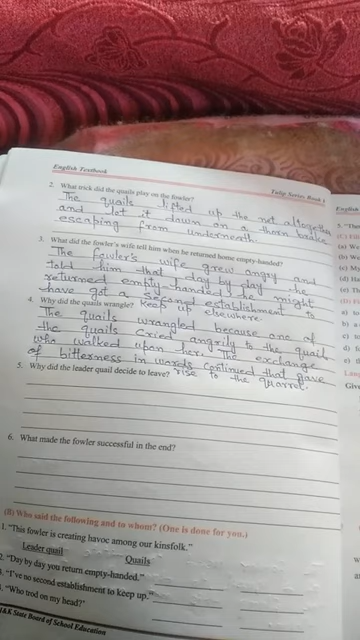 English Textbook
Tulip Series, Book
2. What trick did the quails play on the fowler?
The quails lifted up the net altogether
and let it down on a thorn brake
escaping from underneath.
3. What did the fowler's wife tell him when he returned home empty-handed?
The fowler's wife grew angry and
told him that day by day he
returned empty handed he might
have got a second establishment to
keep up elsewhere.
4. Why did the quails wrangle?
The quails wrangled because one of
the quails cried angrily to the quail
who walked upon her. The exchange
of bitterness in words continued that gave
rise to the quarrel.
5. Why did the leader quail decide to leave?
6. What made the fowler successful in the end?
(B) Who said the following and to whom? (One is done for you.)
1. "This fowler is creating havoc among our kinsfolk."
Leader quail Quails
2. "Day by day you return empty-handed."
"I've no second establishment to keep up."
"Who trod on my head?"
J&K State Board of School Education
English
5. "Ther